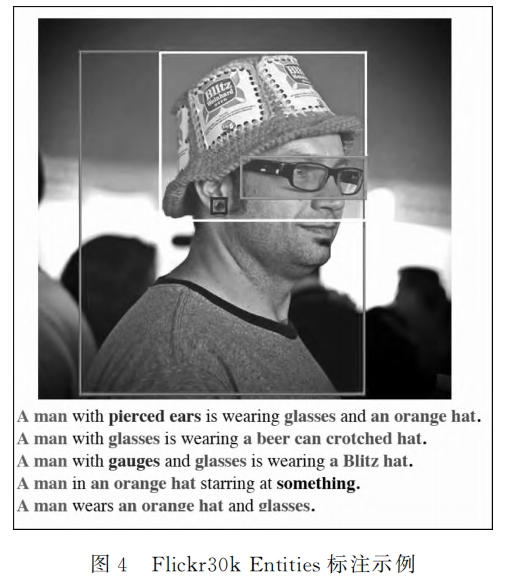 Blitz
Weinhard
A man with pierced ears is wearing glasses and an orange hat.
A man with glasses is wearing a beer can crotched hat.
A man with gauges and glasses is wearing a Blitz hat.
A man in an orange hat starring at something.
A man wears an orange hat and glasses.
图 4 Flickr30k Entities 标注示例